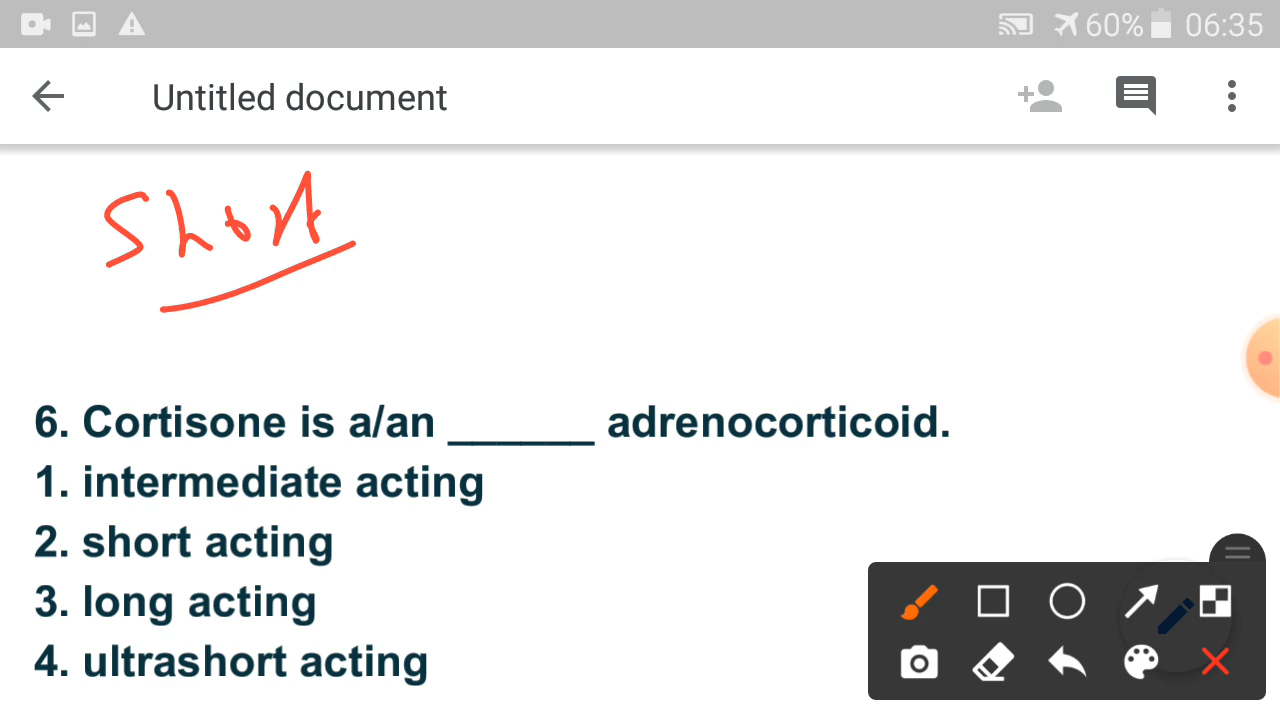 60% 06:35
Untitled document
Short
6. Cortisone is a/an ______ adrenocorticoid.
1. intermediate acting
2. short acting
3. long acting
4. ultrashort acting